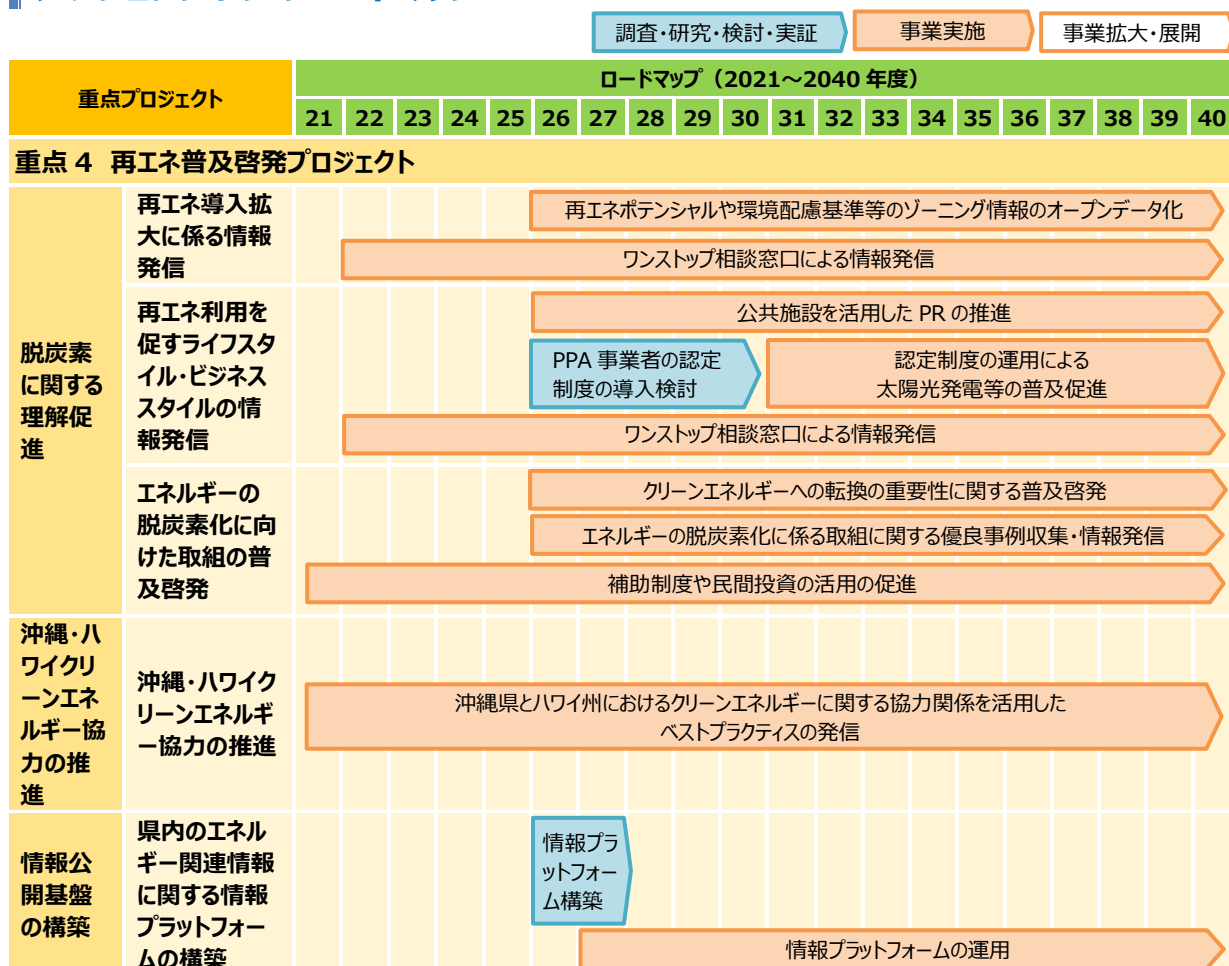 調査・研究・検討・実証
事業実施
事業拡大・展開
重点プロジェクト
ロードマップ（2021～2040 年度）
21 22 23 24 25 26 27 28 29 30 31 32 33 34 35 36 37 38 39 40
重点 4 再エネ普及啓発プロジェクト
脱炭素
に関する
理解促
進
再エネ導入拡
大に係る情報
発信
再エネポテンシャルや環境配慮基準等のゾーニング情報のオープンデータ化
ワンストップ相談窓口による情報発信
再エネ利用を
促すライフスタ
イル・ビジネス
スタイルの情
報発信
公共施設を活用した PR の推進
PPA 事業者の認定
制度の導入検討
認定制度の運用による
太陽光発電等の普及促進
ワンストップ相談窓口による情報発信
エネルギーの
脱炭素化に向
けた取組の普
及啓発
クリーンエネルギーへの転換の重要性に関する普及啓発
エネルギーの脱炭素化に係る取組に関する優良事例収集・情報発信
補助制度や民間投資の活用の促進
沖縄・ハ
ワイクリ
ーンエネ
ルギー協
力の推
進
沖縄・ハワイク
リーンエネルギ
ー協力の推進
沖縄県とハワイ州におけるクリーンエネルギーに関する協力関係を活用した
ベストプラクティスの発信
情報公
開基盤
の構築
県内のエネル
ギー関連情報
に関する情報
プラットフォー
ムの構築
情報プラ
ットフォー
ム構築
情報プラットフォームの運用